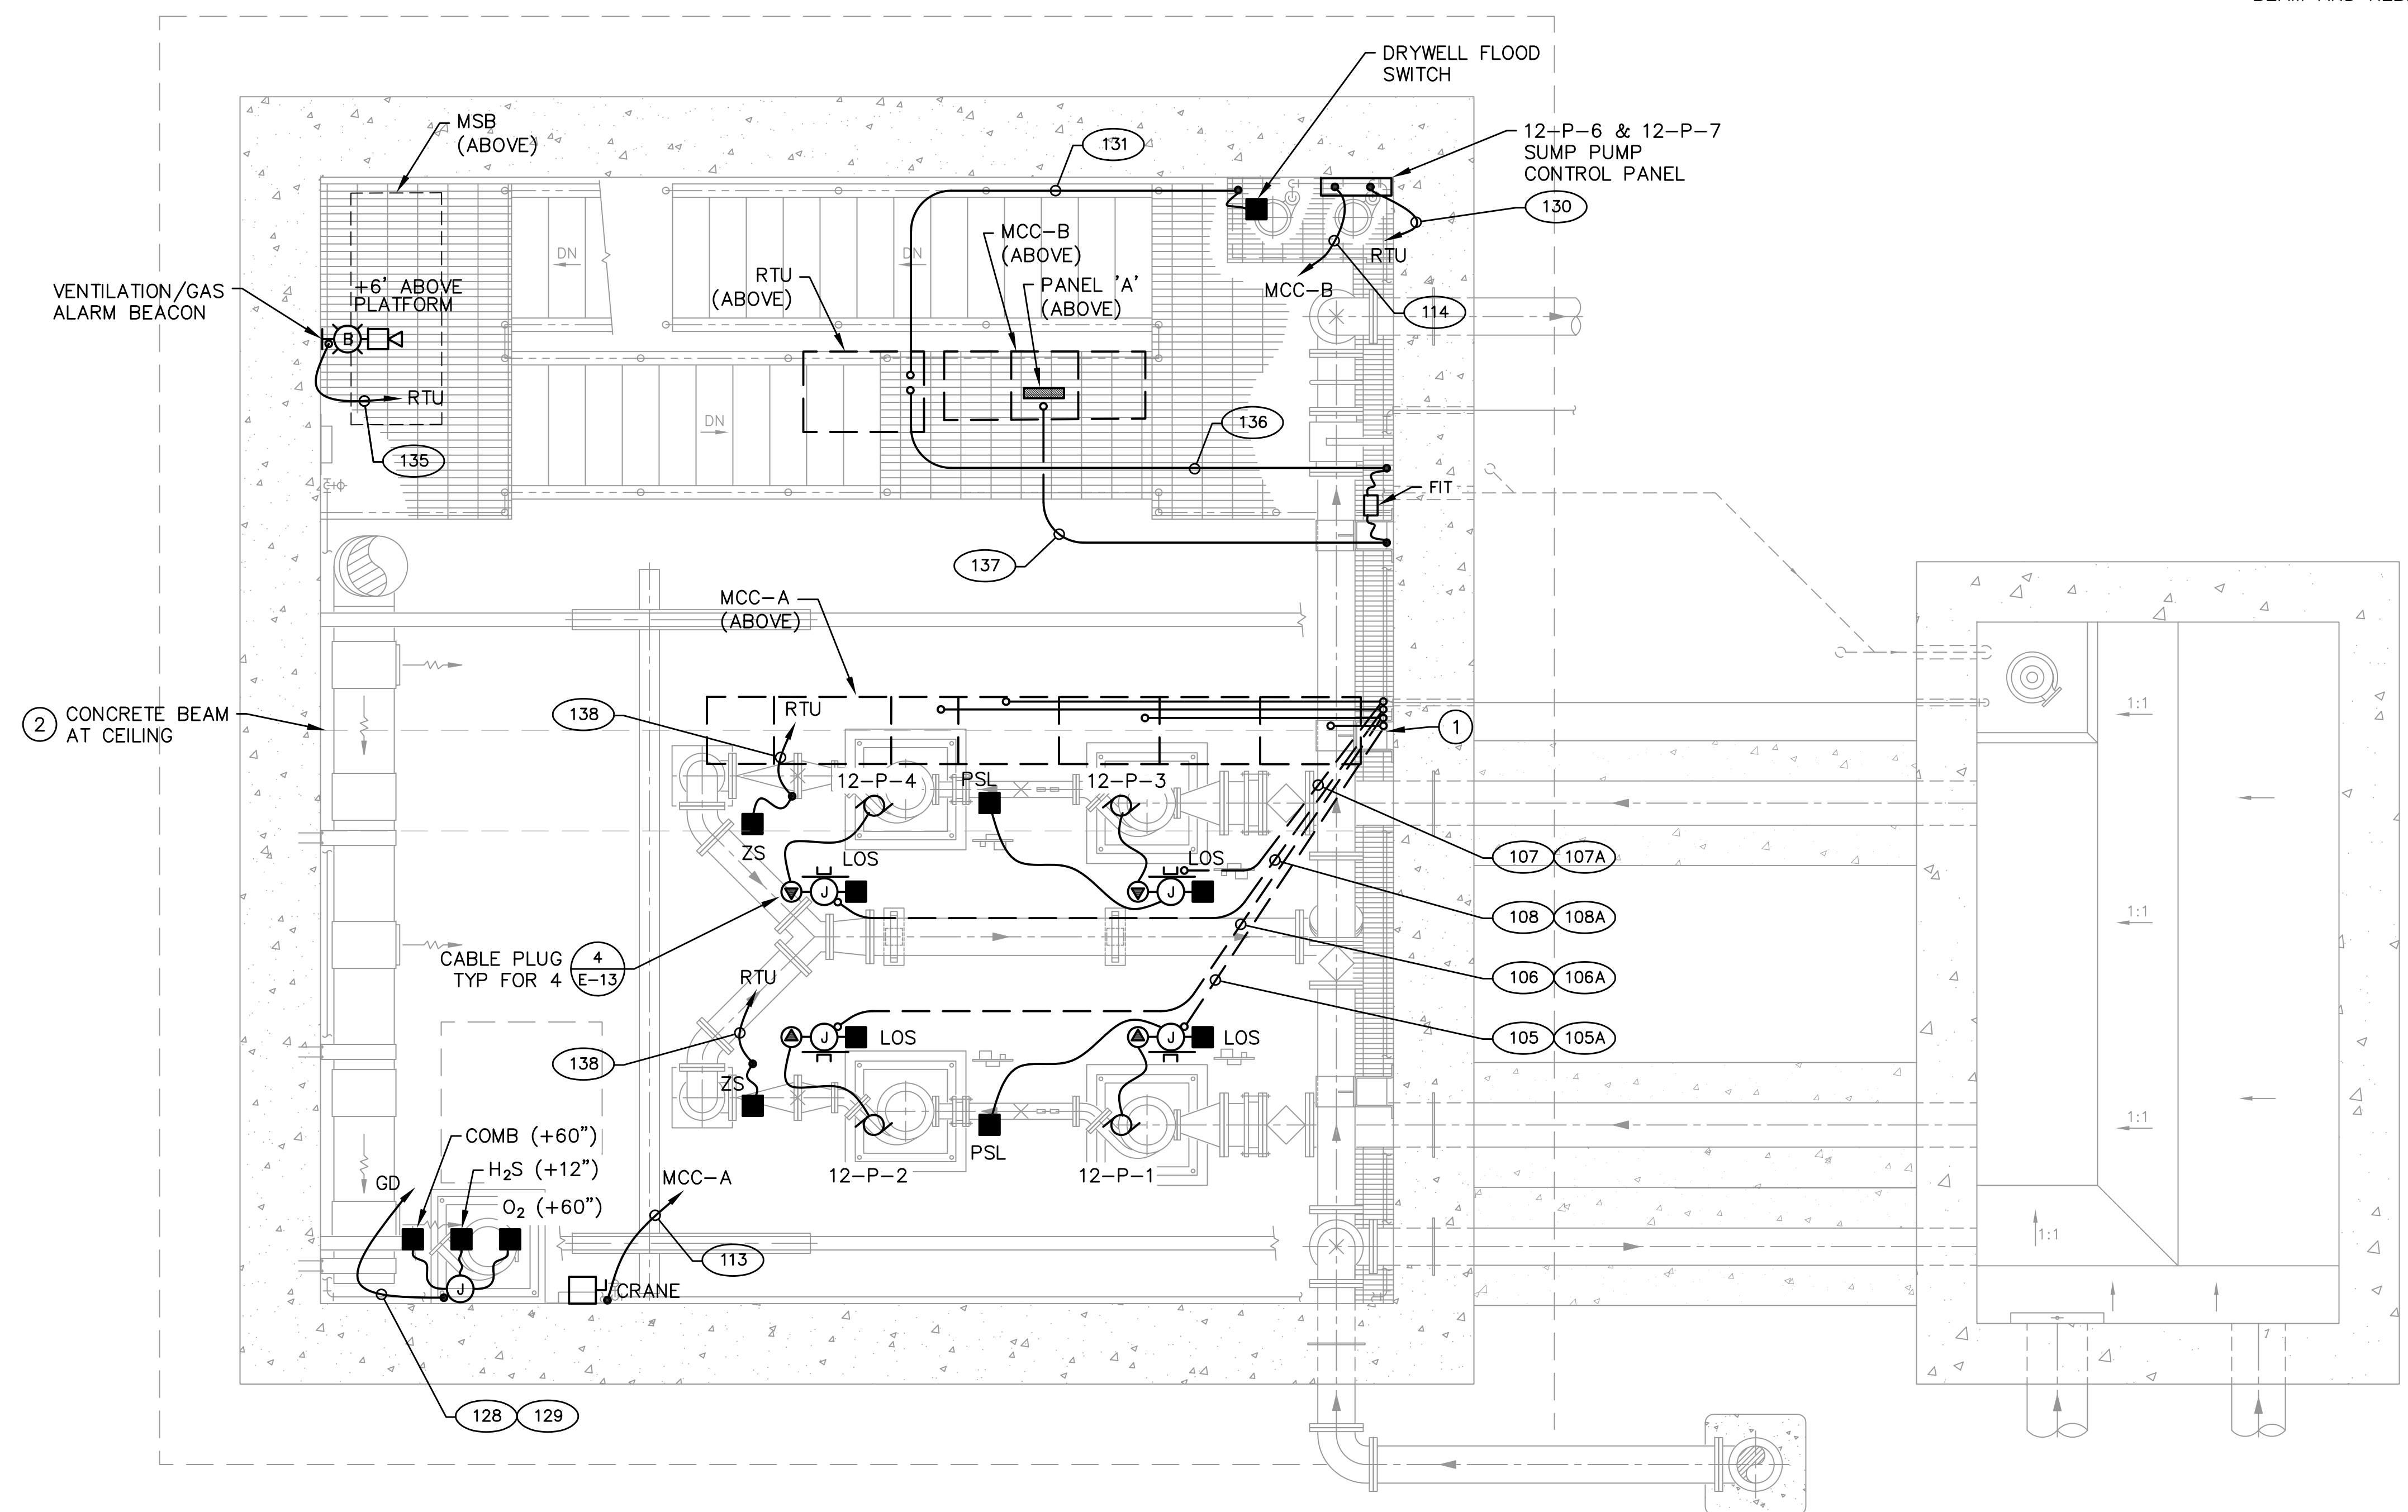 DRYWELL FLOOD
SWITCH
MSB
(ABOVE)
131
12-P-6 & 12-P-7
SUMP PUMP
CONTROL PANEL
130
RTU
MCC-B
114
MCC-B
(ABOVE)
RTU
(ABOVE)
PANEL 'A'
(ABOVE)
DN
DN
DN
VENTILATION/GAS
ALARM BEACON
+6' ABOVE
PLATFORM
B
RTU
135
136
FIT
137
MCC-A
(ABOVE)
138
RTU
2
CONCRETE BEAM
AT CEILING
1
12-P-4
PSL
12-P-3
ZS
LOS
LOS
J
J
107
107A
108
108A
106
106A
105
105A
CABLE PLUG
TYP FOR 4
4
E-13
RTU
J
LOS
J
LOS
138
ZS
PSL
12-P-2
12-P-1
COMB (+60")
H₂S (+12")
O₂ (+60")
GD
MCC-A
113
J
CRANE
128
129
1:1
1:1
1:1
1:1